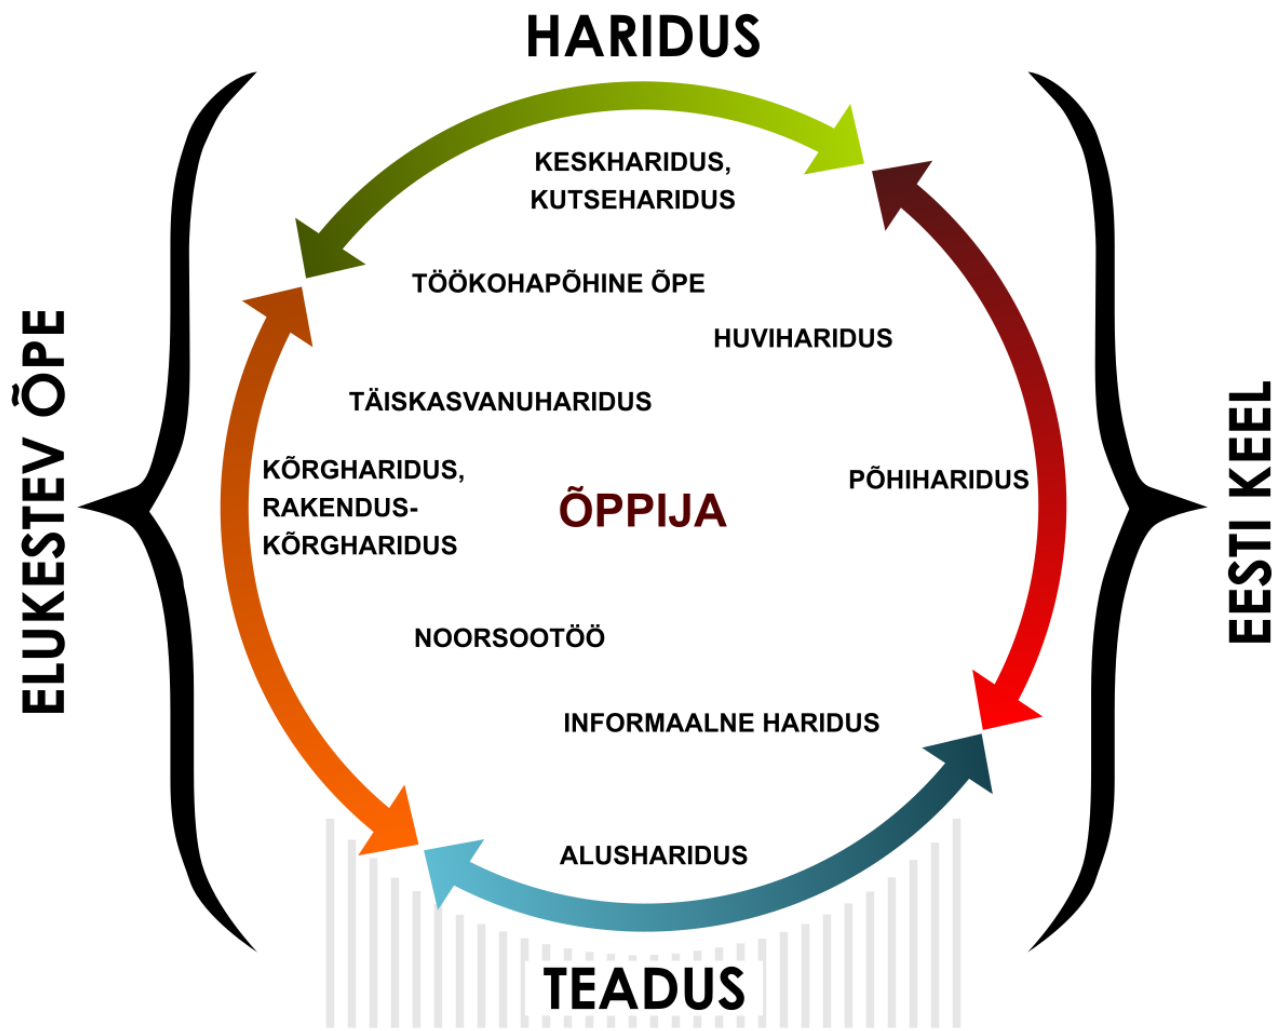 HARIDUS
KESKHARIDUS,
KUTSEHARIDUS
TÖÖKOHAPÕHINE ÕPE
HUVIHARIDUS
TÄISKASVANUHARIDUS
KÕRGHARIDUS,
RAKENDUS-
KÕRGHARIDUS
PÕHIHARIDUS
ÕPPIJA
NOORSOOTÖÖ
INFORMAALNE HARIDUS
ALUSHARIDUS
TEADUS
ELUKESTEV ÕPE
EESTI KEEL